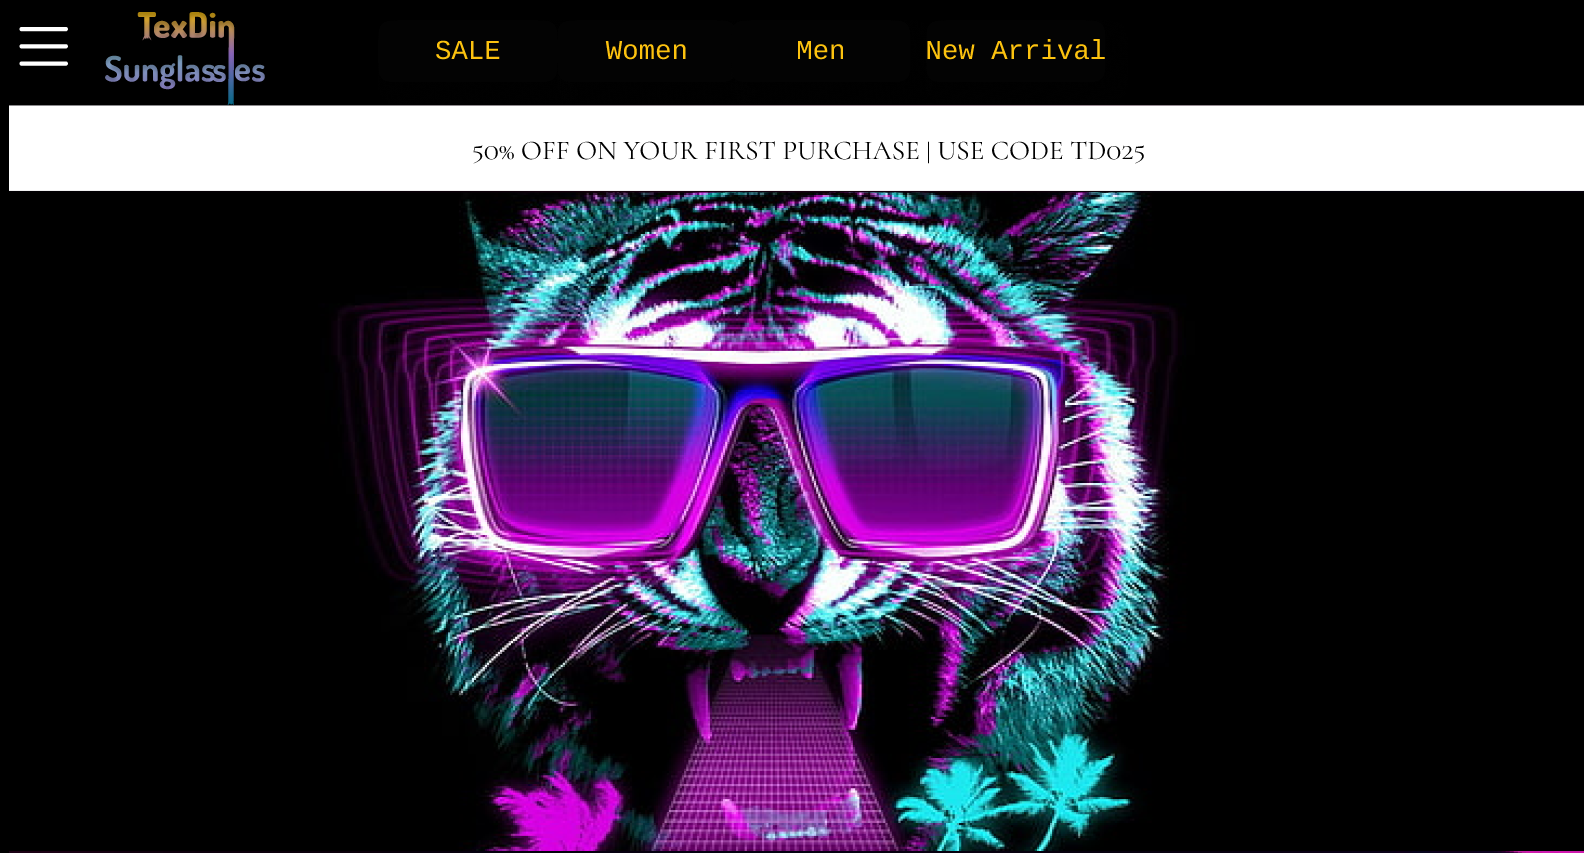 TexDin
Sunglasses
SALE
Women
Men
New Arrival
50% OFF ON YOUR FIRST PURCHASE | USE CODE TD025